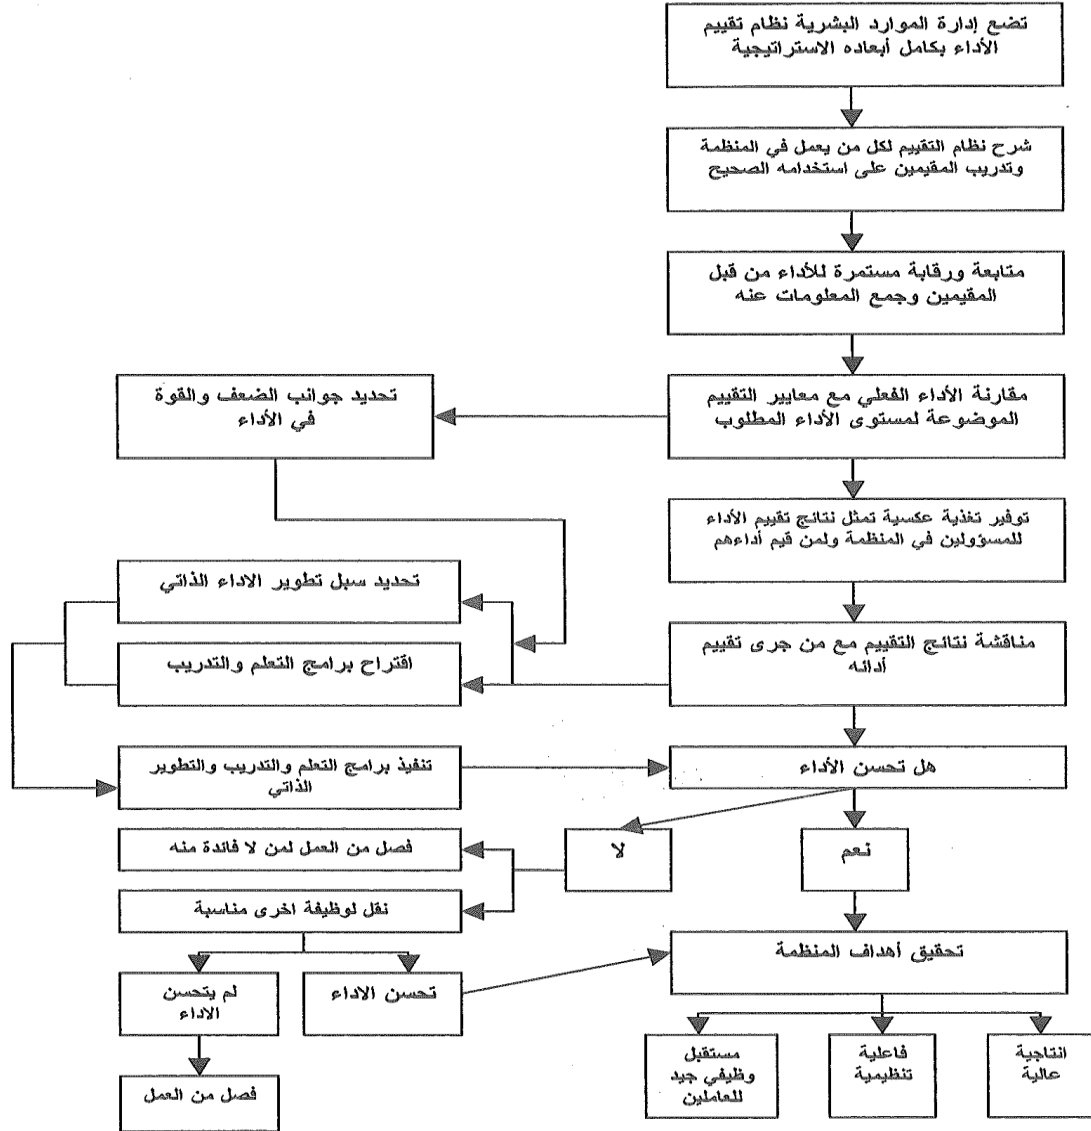 تضع إدارة الموارد البشرية نظام تقييم
الأداء بكامل أبعاده الاستراتيجية
شرح نظام التقييم لكل من يعمل في المنظمة
وتدريب المقيمين على استخدامه الصحيح
متابعة ورقابة مستمرة للأداء من قبل
المقيمين وجمع المعلومات عنه
مقارنة الأداء الفعلي مع معايير التقييم
الموضوعة لمستوى الأداء المطلوب
تحديد جوانب الضعف والقوة
في الأداء
توفير تغذية عكسية تمثل نتائج تقييم الأداء
للمسؤولين في المنظمة ولمن قيم أداءهم
تحديد سبل تطوير الاداء الذاتي
مناقشة نتائج التقييم مع من جرى تقييم
أدائه
اقتراح برامج التعلم والتدريب
هل تحسن الأداء
تنفيذ برامج التعلم والتدريب والتطوير
الذاتي
نعم
لا
فصل من العمل لمن لا فائدة منه
نقل لوظيفة اخرى مناسبة
تحقيق أهداف المنظمة
تحسن الاداء
لم يتحسن
الاداء
انتاجية
عالية
فاعلية
تنظيمية
مستقبل
وظيفي جيد
للعاملين
فصل من العمل